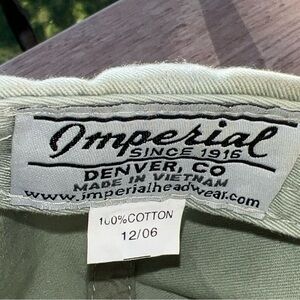 Imperial
SINCE 1916
DENVER, CO
MADE IN VIETNAM
www.imperialheadwear.com
100%COTTON
12/06